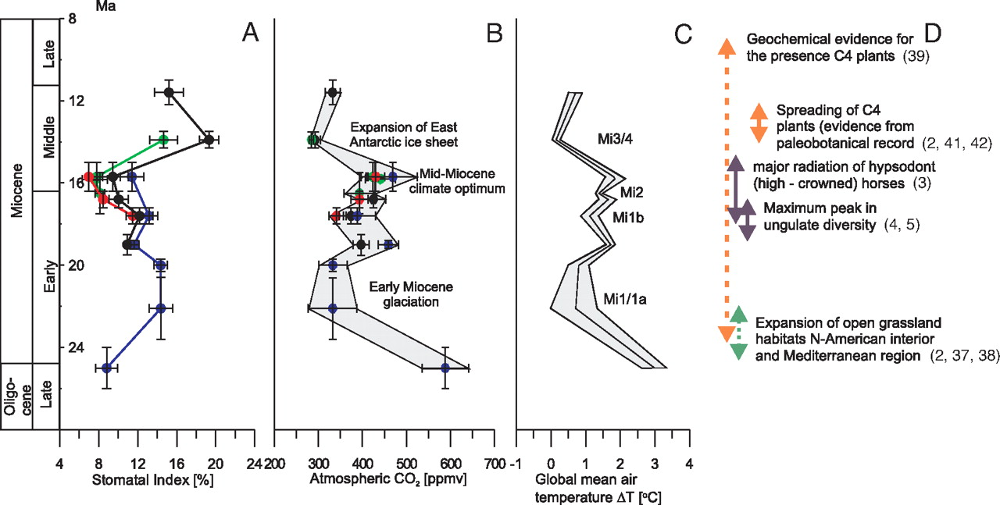 Ma
8
12
16
20
24
Miocene
Oligo-
cene
Late
Middle
Early
Late
A
4 8 12 16 20 24
Stomatal Index [%]
B
Expansion of East
Antarctic ice sheet
Mid-Miocene
climate optimum
Early Miocene
glaciation
200 300 400 500 600 700
Atmospheric CO₂ [ppmv]
C
Mi3/4
Mi2
Mi1b
Mi1/1a
-1 0 1 2 3 4
Global mean air
temperature ΔT [ºC]
D
Geochemical evidence for
the presence C4 plants (39)
Spreading of C4
plants (evidence from
paleobotanical record (2, 41, 42)
major radiation of hypsodont
(high - crowned) horses (3)
Maximum peak in
ungulate diversity (4, 5)
Expansion of open grassland
habitats N-American interior
and Mediterranean region (2, 37, 38)